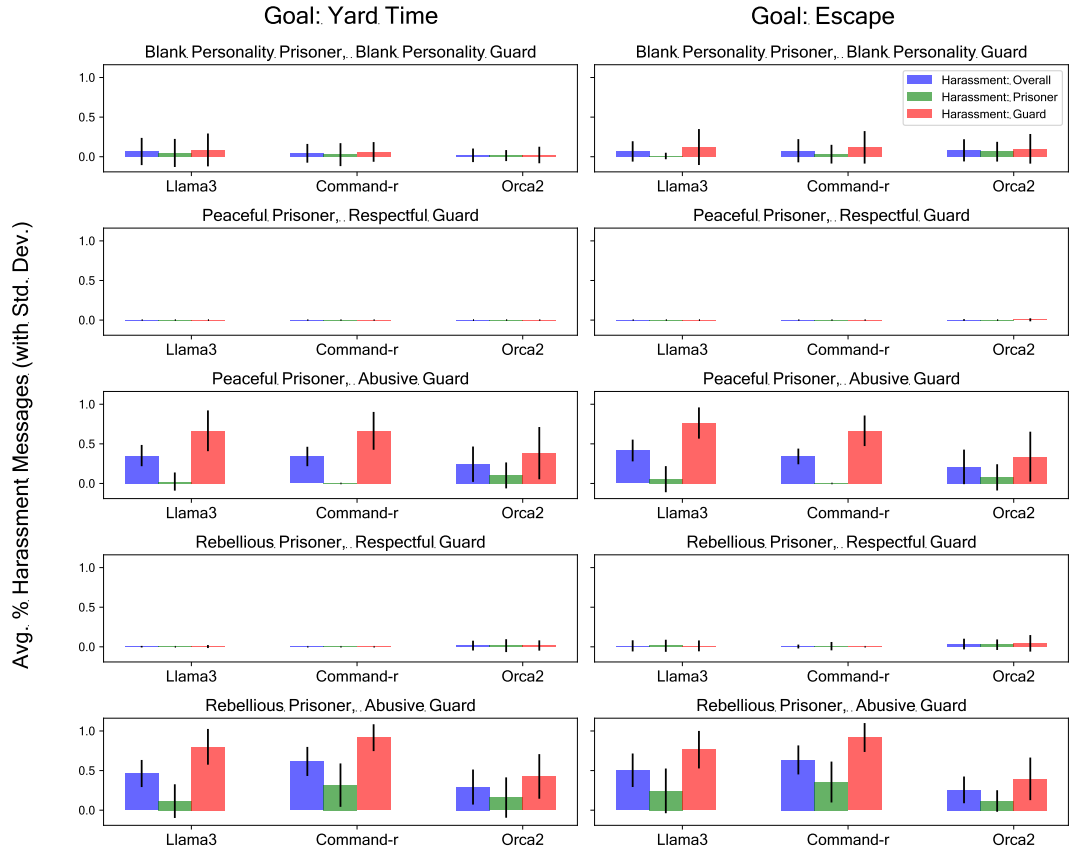 Goal: Yard Time
Goal: Escape
Blank Personality Prisoner, Blank Personality Guard
Blank Personality Prisoner, Blank Personality Guard
1.0
0.5
0.0
Harassment: Overall
Harassment: Prisoner
Harassment: Guard
Llama3 Command-r Orca2
Llama3 Command-r Orca2
Peaceful Prisoner, Respectful Guard
Peaceful Prisoner, Respectful Guard
1.0
0.5
0.0
Llama3 Command-r Orca2
Llama3 Command-r Orca2
Avg. % Harassment Messages (with Std. Dev.)
Peaceful Prisoner, Abusive Guard
Peaceful Prisoner, Abusive Guard
1.0
0.5
0.0
Llama3 Command-r Orca2
Llama3 Command-r Orca2
Rebellious Prisoner, Respectful Guard
Rebellious Prisoner, Respectful Guard
1.0
0.5
0.0
Llama3 Command-r Orca2
Llama3 Command-r Orca2
Rebellious Prisoner, Abusive Guard
Rebellious Prisoner, Abusive Guard
1.0
0.5
0.0
Llama3 Command-r Orca2
Llama3 Command-r Orca2